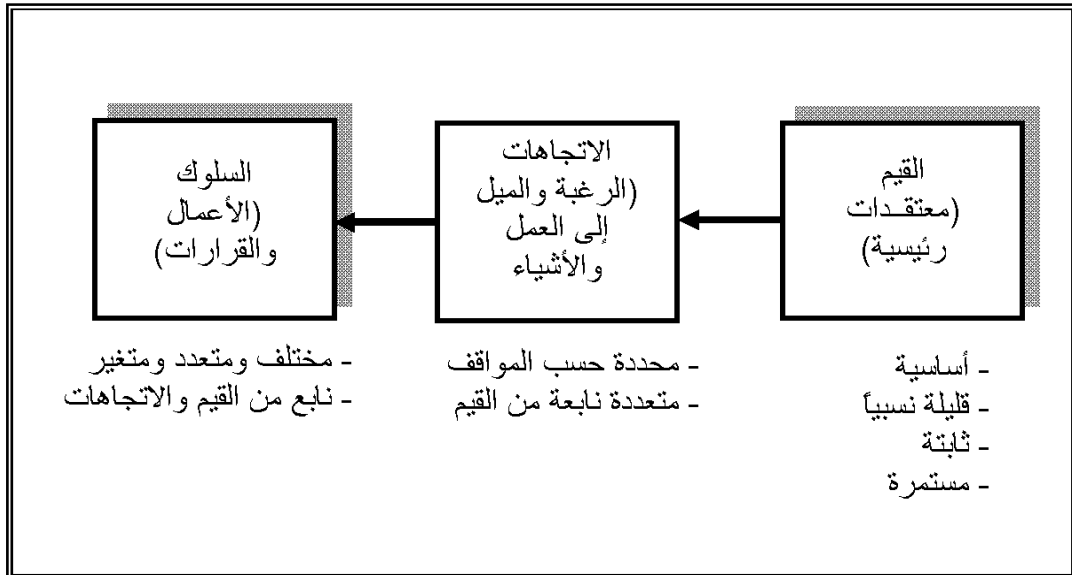 القيم
(معتقدات
رئيسية)
- أساسية
- قليلة نسبياً
- ثابتة
- مستمرة
الاتجاهات
(الرغبة والميل
إلى العمل
والأشياء
- محددة حسب المواقف
- متعددة نابعة من القيم
السلوك
(الأعمال
والقرارات)
- مختلف ومتعدد ومتغير
- نابع من القيم والاتجاهات